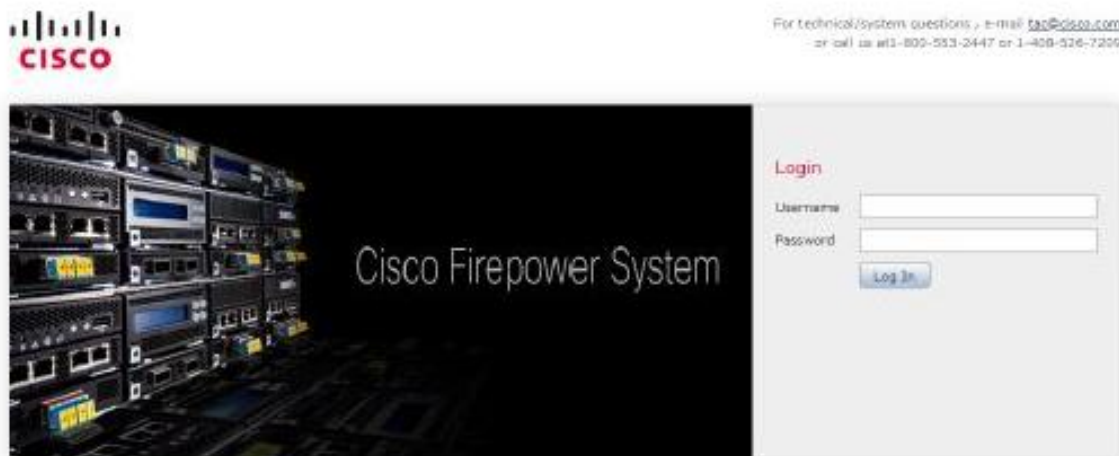 CISCO
For technical/system questions , e-mail tac@cisco.com
or call us at1-800-553-2447 or 1-408-526-7209
Cisco Firepower System
Login
Username
Password
Log In